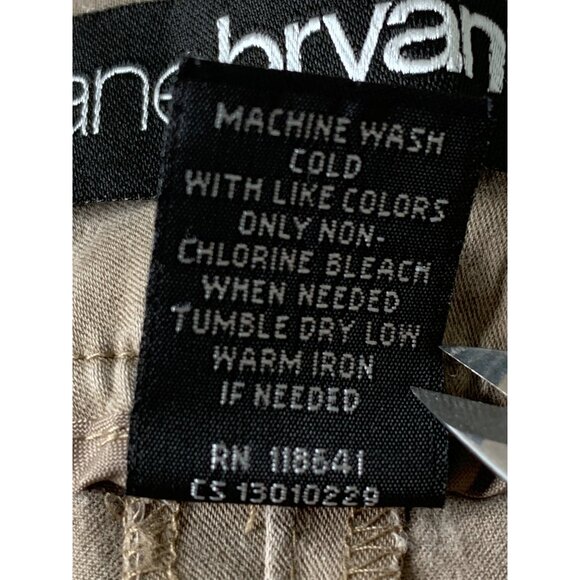 ane bryan
MACHINE WASH
COLD
WITH LIKE COLORS
ONLY NON-
CHLORINE BLEACH
WHEN NEEDED
TUMBLE DRY LOW
WARM IRON
IF NEEDED
RN 118641
CS 13010229